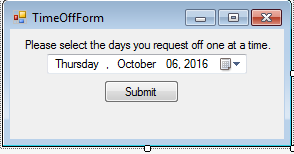 TimeOffForm
Please select the days you request off one at a time.
Thursday , October 06, 2016
Submit